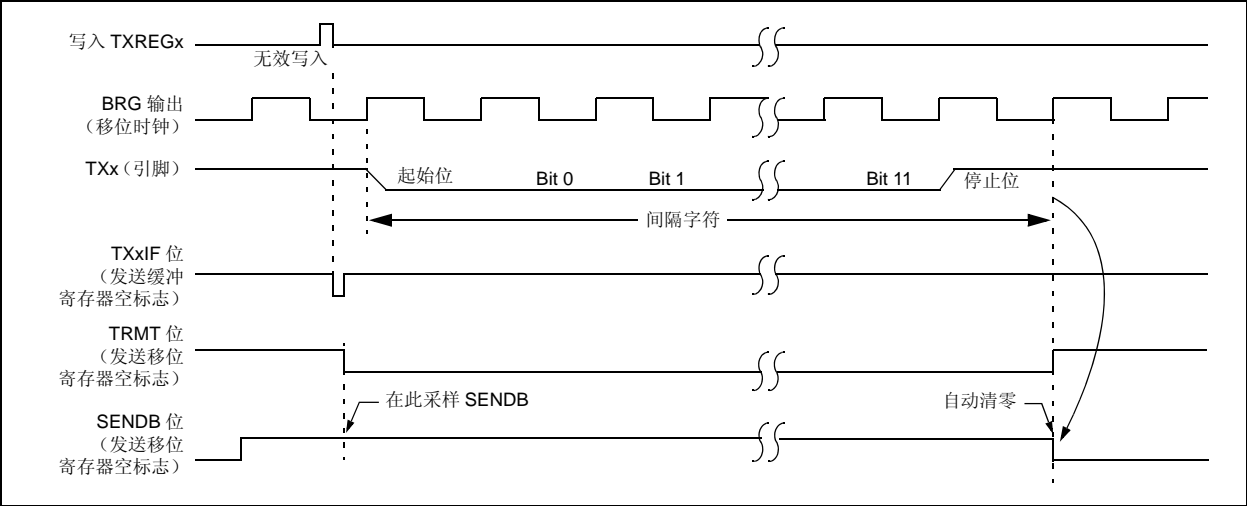 写入 TXREGx
无效写入
BRG 输出
（移位时钟）
TXx（引脚）
起始位
Bit 0
Bit 1
Bit 11
停止位
间隔字符
TXxIF 位
（发送缓冲
寄存器空标志）
TRMT 位
（发送移位
寄存器空标志）
在此采样 SENDB
自动清零
SENDB 位
（发送移位
寄存器空标志）